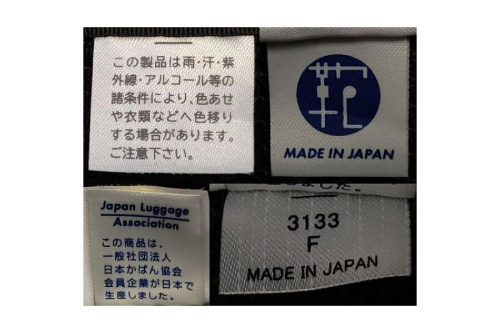 この製品は雨・汗・紫
外線・アルコール等の
諸条件により、色あせ
や衣類などへ色移り
する場合があります。
ご注意下さい。
MADE IN JAPAN
Japan Luggage
Association
この商品は、
一般社団法人
日本かばん協会
会員企業が日本で
生産しました。
しました。
3133
F
MADE IN JAPAN